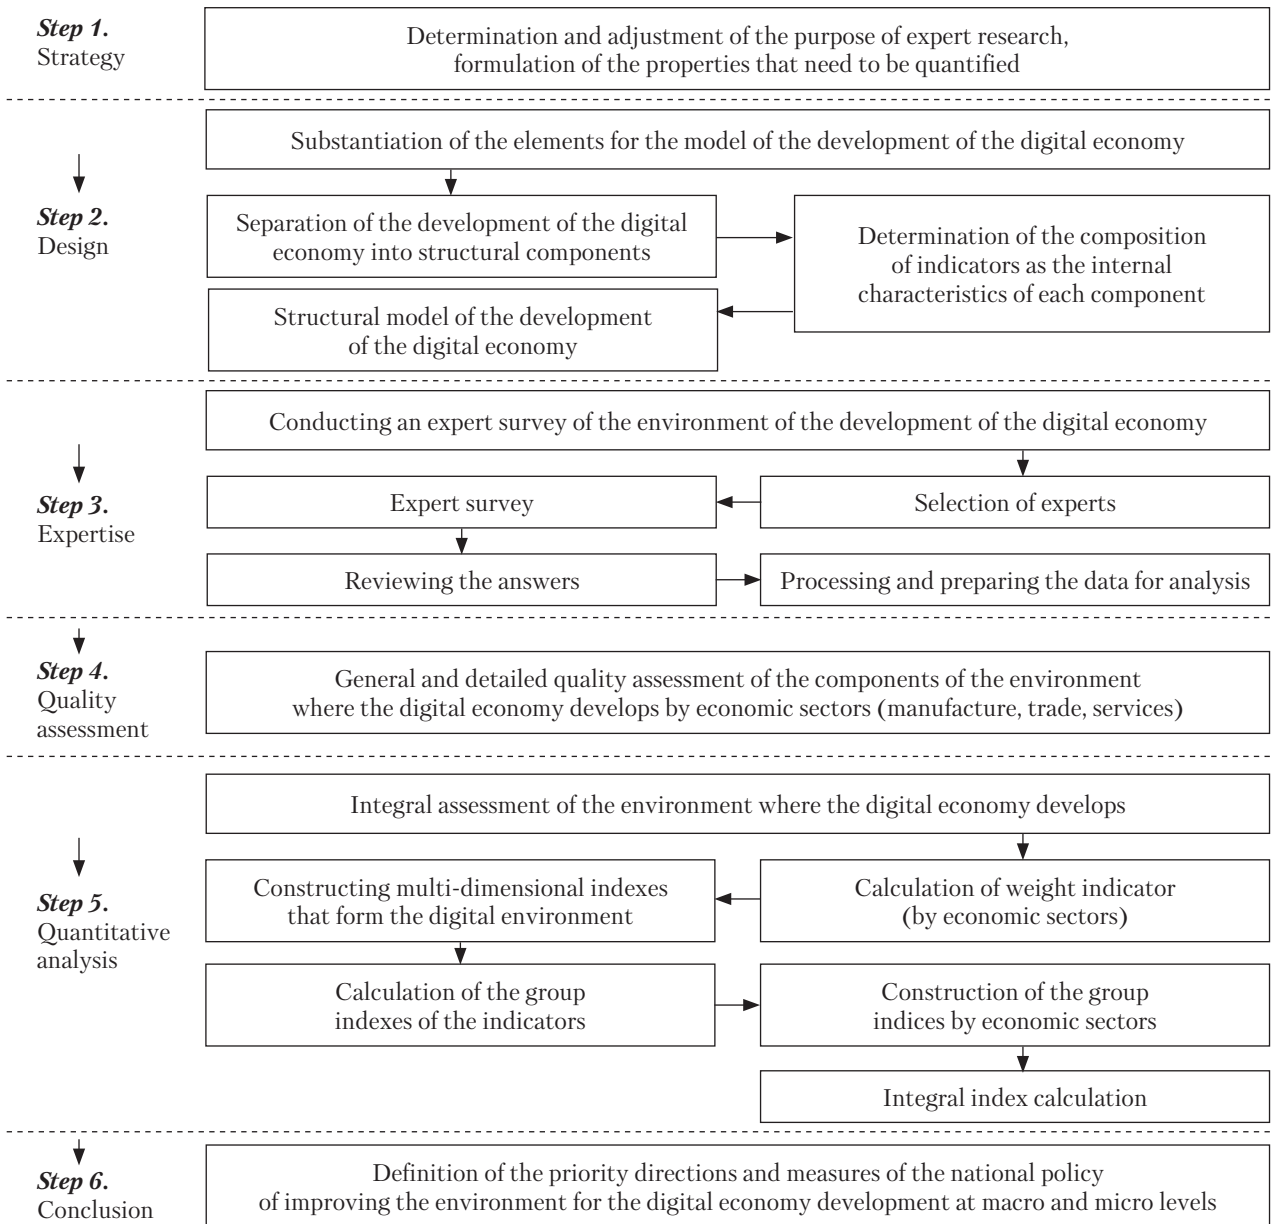 Step 1.
Strategy
Determination and adjustment of the purpose of expert research,
formulation of the properties that need to be quantified
Substantiation of the elements for the model of the development of the digital economy
Step 2.
Design
Separation of the development of the digital
economy into structural components
Determination of the composition
of indicators as the internal
characteristics of each component
Structural model of the development
of the digital economy
Conducting an expert survey of the environment of the development of the digital economy
Step 3.
Expertise
Expert survey
Selection of experts
Reviewing the answers
Processing and preparing the data for analysis
Step 4.
Quality
assessment
General and detailed quality assessment of the components of the environment
where the digital economy develops by economic sectors (manufacture, trade, services)
Integral assessment of the environment where the digital economy develops
Step 5.
Quantitative
analysis
Constructing multi-dimensional indexes
that form the digital environment
Calculation of weight indicator
(by economic sectors)
Calculation of the group
indexes of the indicators
Construction of the group
indices by economic sectors
Integral index calculation
Step 6.
Conclusion
Definition of the priority directions and measures of the national policy
of improving the environment for the digital economy development at macro and micro levels